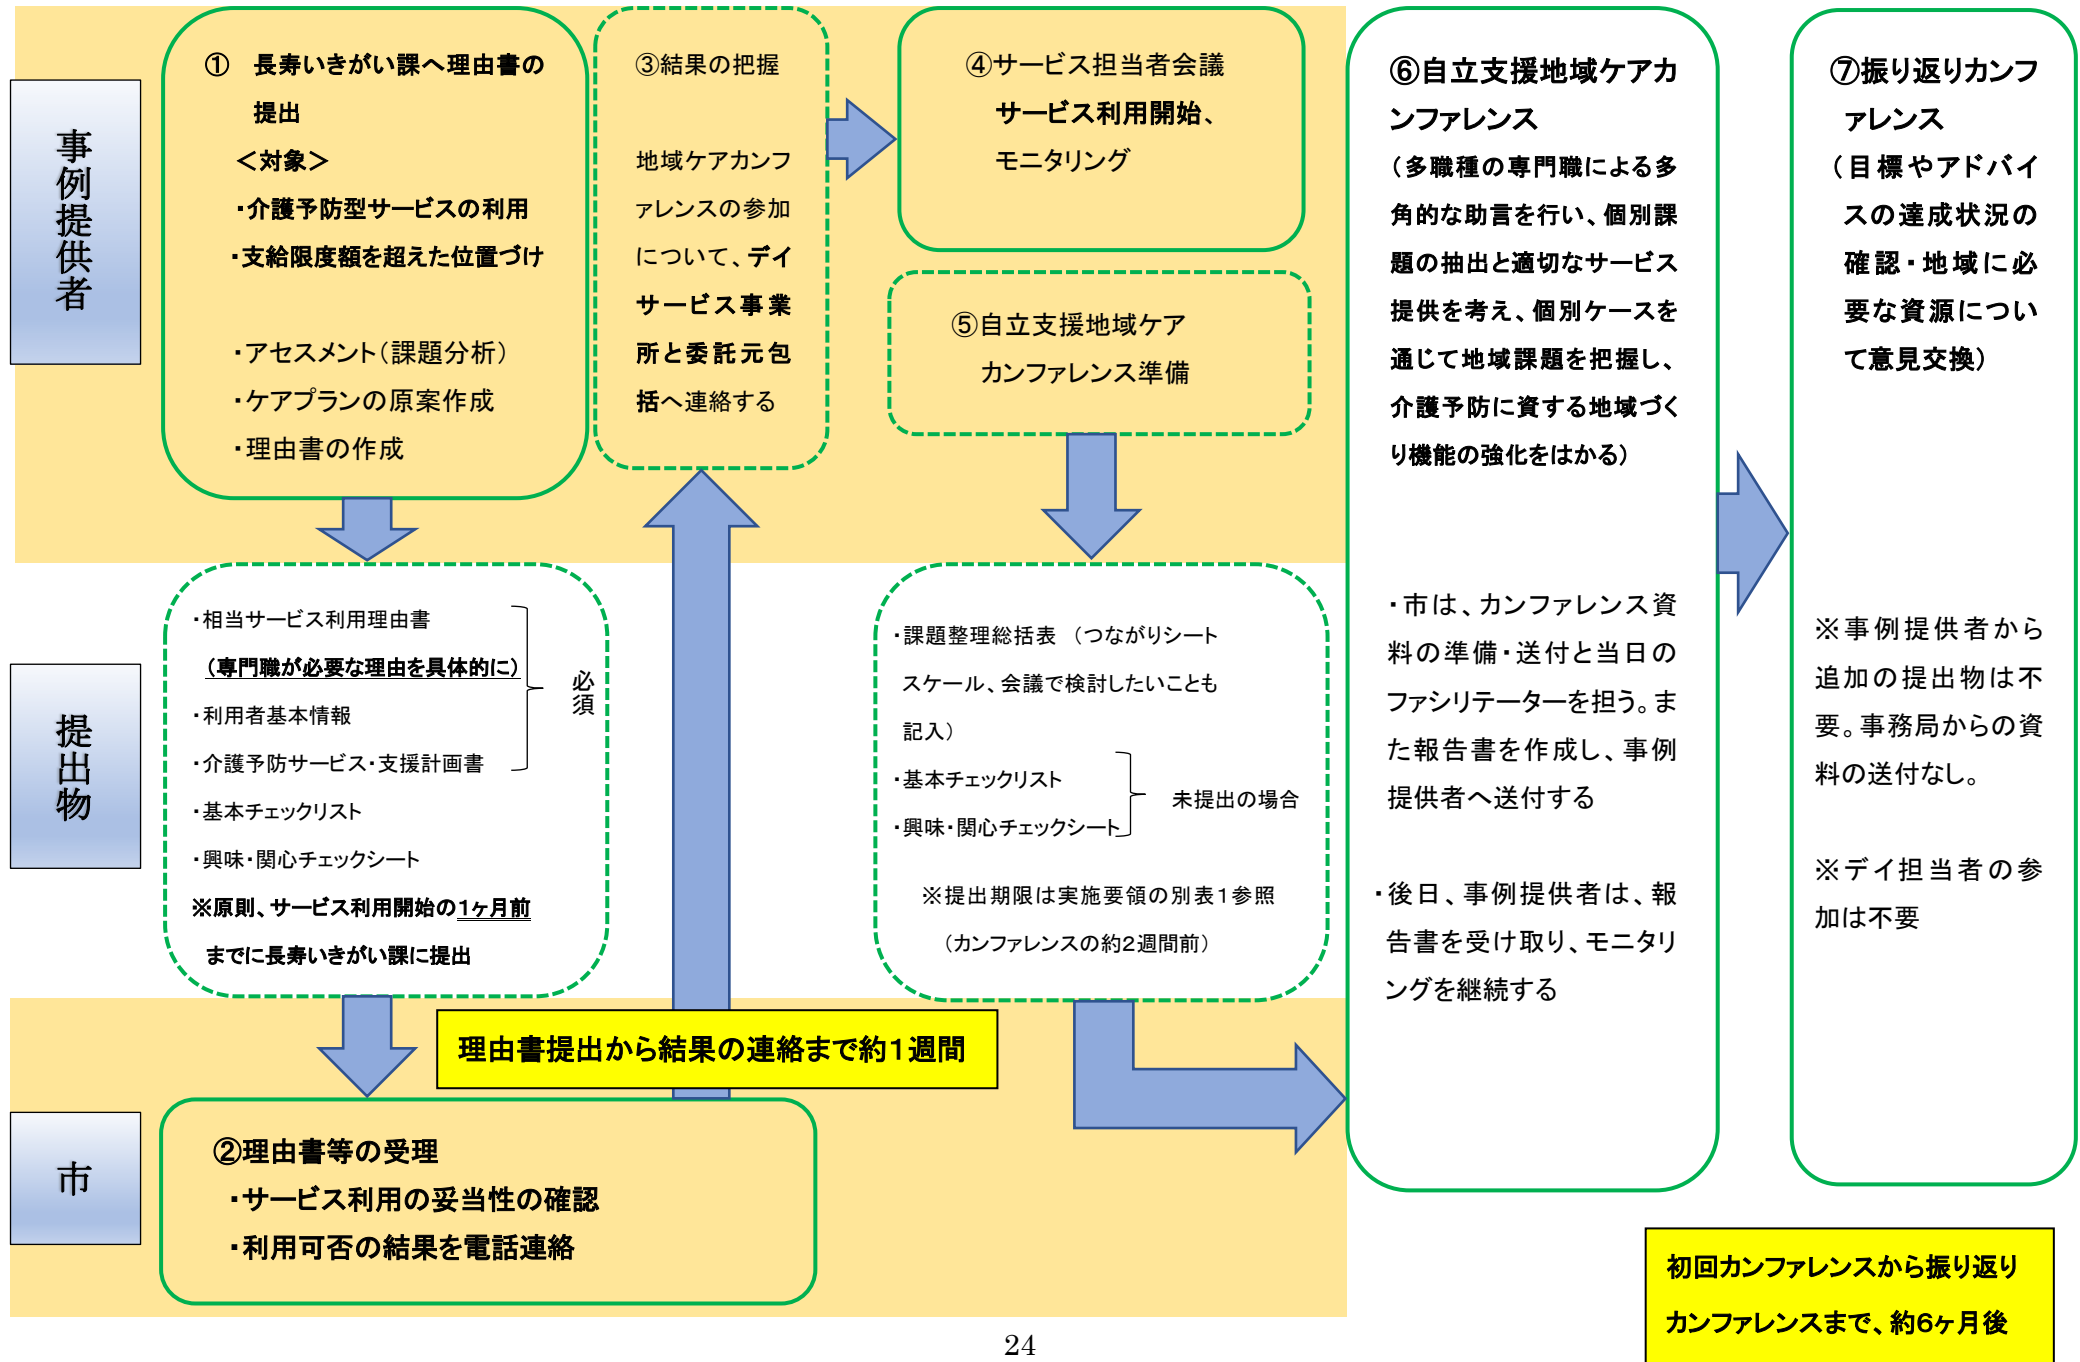 事例提供者
① 長寿いきがい課へ理由書の
提出
＜対象＞
・介護予防型サービスの利用
・支給限度額を超えた位置づけ
・アセスメント（課題分析）
・ケアプランの原案作成
・理由書の作成
③結果の把握
地域ケアカンフ
ァレンスの参加
について、デイ
サービス事業
所と委託元包
括へ連絡する
④サービス担当者会議
サービス利用開始、
モニタリング
⑤自立支援地域ケア
カンファレンス準備
提出物
・相当サービス利用理由書
（専門職が必要な理由を具体的に）
・利用者基本情報
・介護予防サービス・支援計画書
必須
・基本チェックリスト
・興味・関心チェックシート
※原則、サービス利用開始の1ヶ月前
までに長寿いきがい課に提出
・課題整理総括表 （つながりシート
スケール、会議で検討したいことも
記入）
・基本チェックリスト
・興味・関心チェックシート
未提出の場合
※提出期限は実施要領の別表1参照
（カンファレンスの約2週間前）
理由書提出から結果の連絡まで約1週間
市
②理由書等の受理
・サービス利用の妥当性の確認
・利用可否の結果を電話連絡
⑥自立支援地域ケアカ
ンファレンス
（多職種の専門職による多
角的な助言を行い、個別課
題の抽出と適切なサービス
提供を考え、個別ケースを
通じて地域課題を把握し、
介護予防に資する地域づく
り機能の強化をはかる）
・市は、カンファレンス資
料の準備・送付と当日の
ファシリテーターを担う。ま
た報告書を作成し、事例
提供者へ送付する
・後日、事例提供者は、報
告書を受け取り、モニタリ
ングを継続する
⑦振り返りカンフ
ァレンス
（目標やアドバイ
スの達成状況の
確認・地域に必
要な資源につい
て意見交換）
※事例提供者から
追加の提出物は不
要。事務局からの資
料の送付なし。
※デイ担当者の参
加は不要
初回カンファレンスから振り返り
カンファレンスまで、約6ヶ月後
24